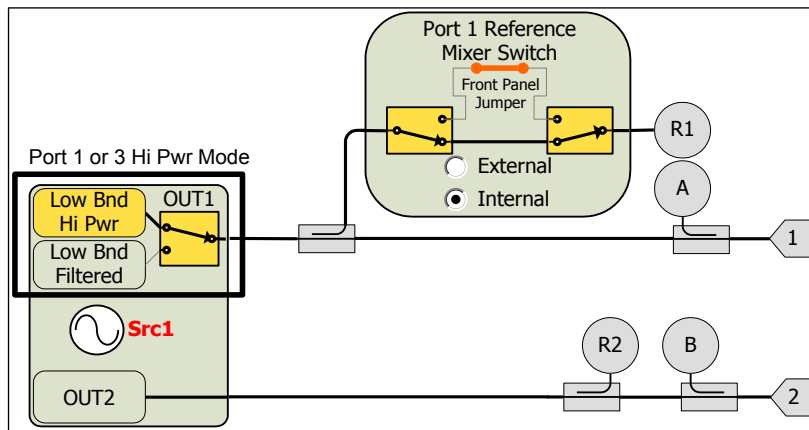 Port 1 Reference
Mixer Switch
Front Panel
Jumper
R1
External
Internal
A
Port 1 or 3 Hi Pwr Mode
Low Bnd
Hi Pwr
OUT1
Low Bnd
Filtered
1
Src1
R2
B
OUT2
2